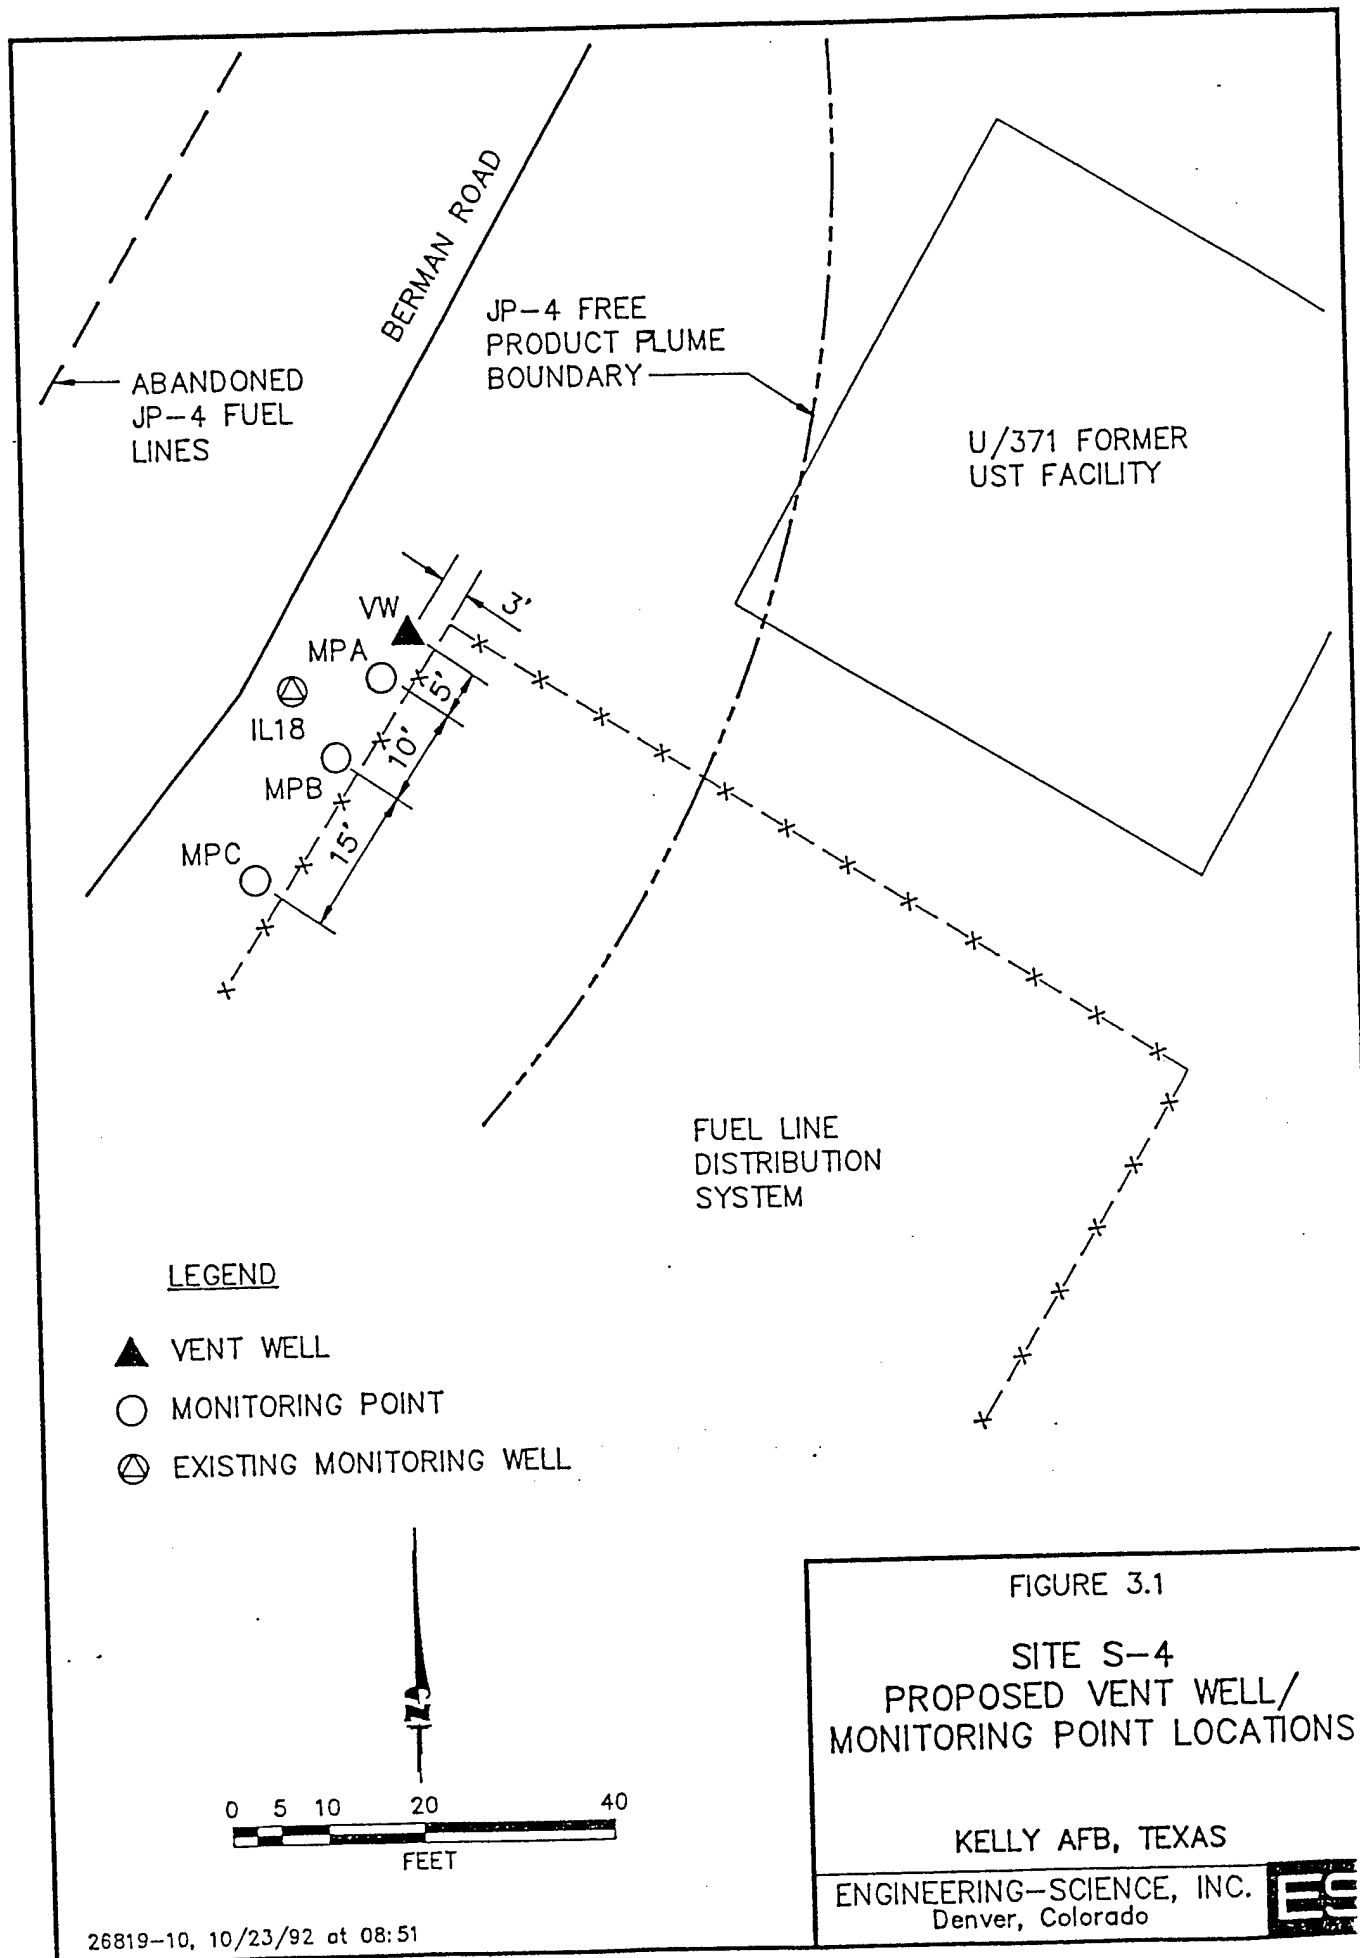 BERMAN ROAD
JP-4 FREE
PRODUCT PLUME
BOUNDARY
ABANDONED
JP-4 FUEL
LINES
U/371 FORMER
UST FACILITY
3'
VW
MPA
5'
IL18
10'
MPB
15'
MPC
FUEL LINE
DISTRIBUTION
SYSTEM
LEGEND
VENT WELL
MONITORING POINT
EXISTING MONITORING WELL
N
0 5 10 20 40
FEET
FIGURE 3.1
SITE S-4
PROPOSED VENT WELL/
MONITORING POINT LOCATIONS
KELLY AFB, TEXAS
ENGINEERING-SCIENCE, INC.
Denver, Colorado
ES
26819-10, 10/23/92 at 08:51